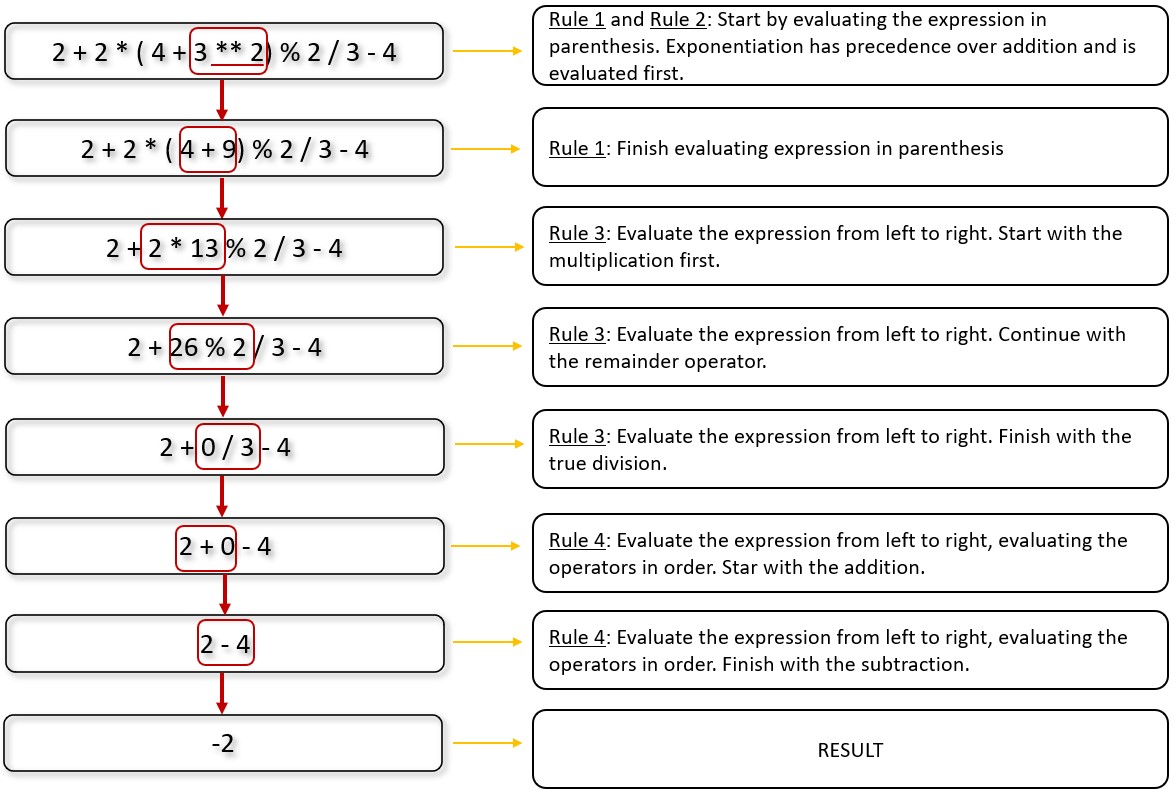 2 + 2 * ( 4 + 3 ** 2) % 2 / 3 - 4
Rule 1 and Rule 2: Start by evaluating the expression in
parenthesis. Exponentiation has precedence over addition and is
evaluated first.
2 + 2 * ( 4 + 9) % 2 / 3 - 4
Rule 1: Finish evaluating expression in parenthesis
2 + 2 * 13 % 2 / 3 - 4
Rule 3: Evaluate the expression from left to right. Start with the
multiplication first.
2 + 26 % 2 / 3 - 4
Rule 3: Evaluate the expression from left to right. Continue with
the remainder operator.
2 + 0 / 3 - 4
Rule 3: Evaluate the expression from left to right. Finish with the
true division.
2 + 0 - 4
Rule 4: Evaluate the expression from left to right, evaluating the
operators in order. Star with the addition.
2 - 4
Rule 4: Evaluate the expression from left to right, evaluating the
operators in order. Finish with the subtraction.
-2
RESULT